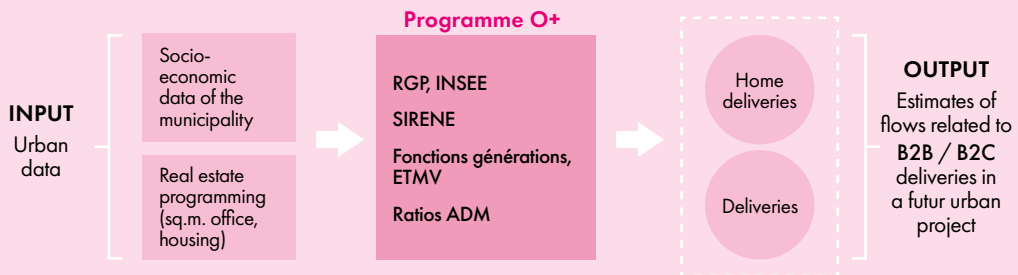 INPUT
Urban
data
Socio-
economic
data of the
municipality
Real estate
programming
(sq.m. office,
housing)
Programme O+
RGP, INSEE
SIRENE
Fonctions générations,
ETMV
Ratios ADM
Home
deliveries
Deliveries
OUTPUT
Estimates of
flows related to
B2B / B2C
deliveries in
a futur urban
project